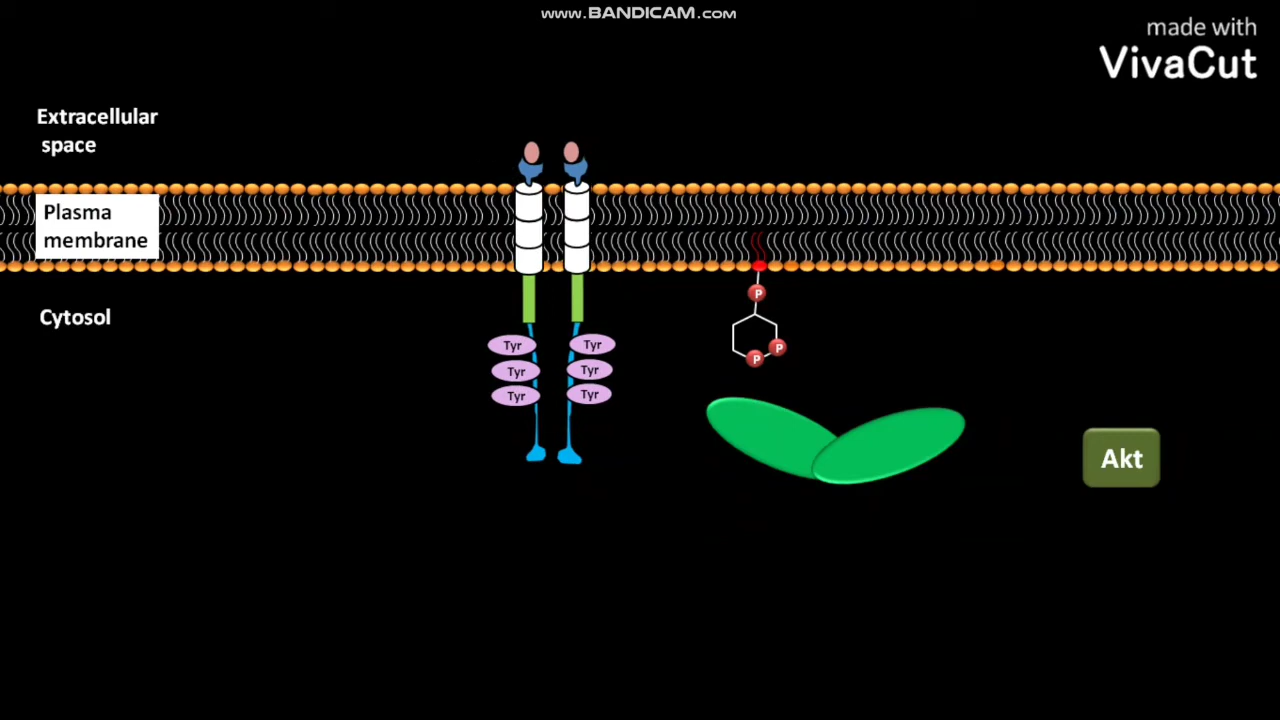 www.BANDICAM.com
made with
VivaCut
Extracellular
space
Plasma
membrane
Cytosol
P
Tyr
Tyr
P
P
Tyr
Tyr
Tyr
Tyr
Akt